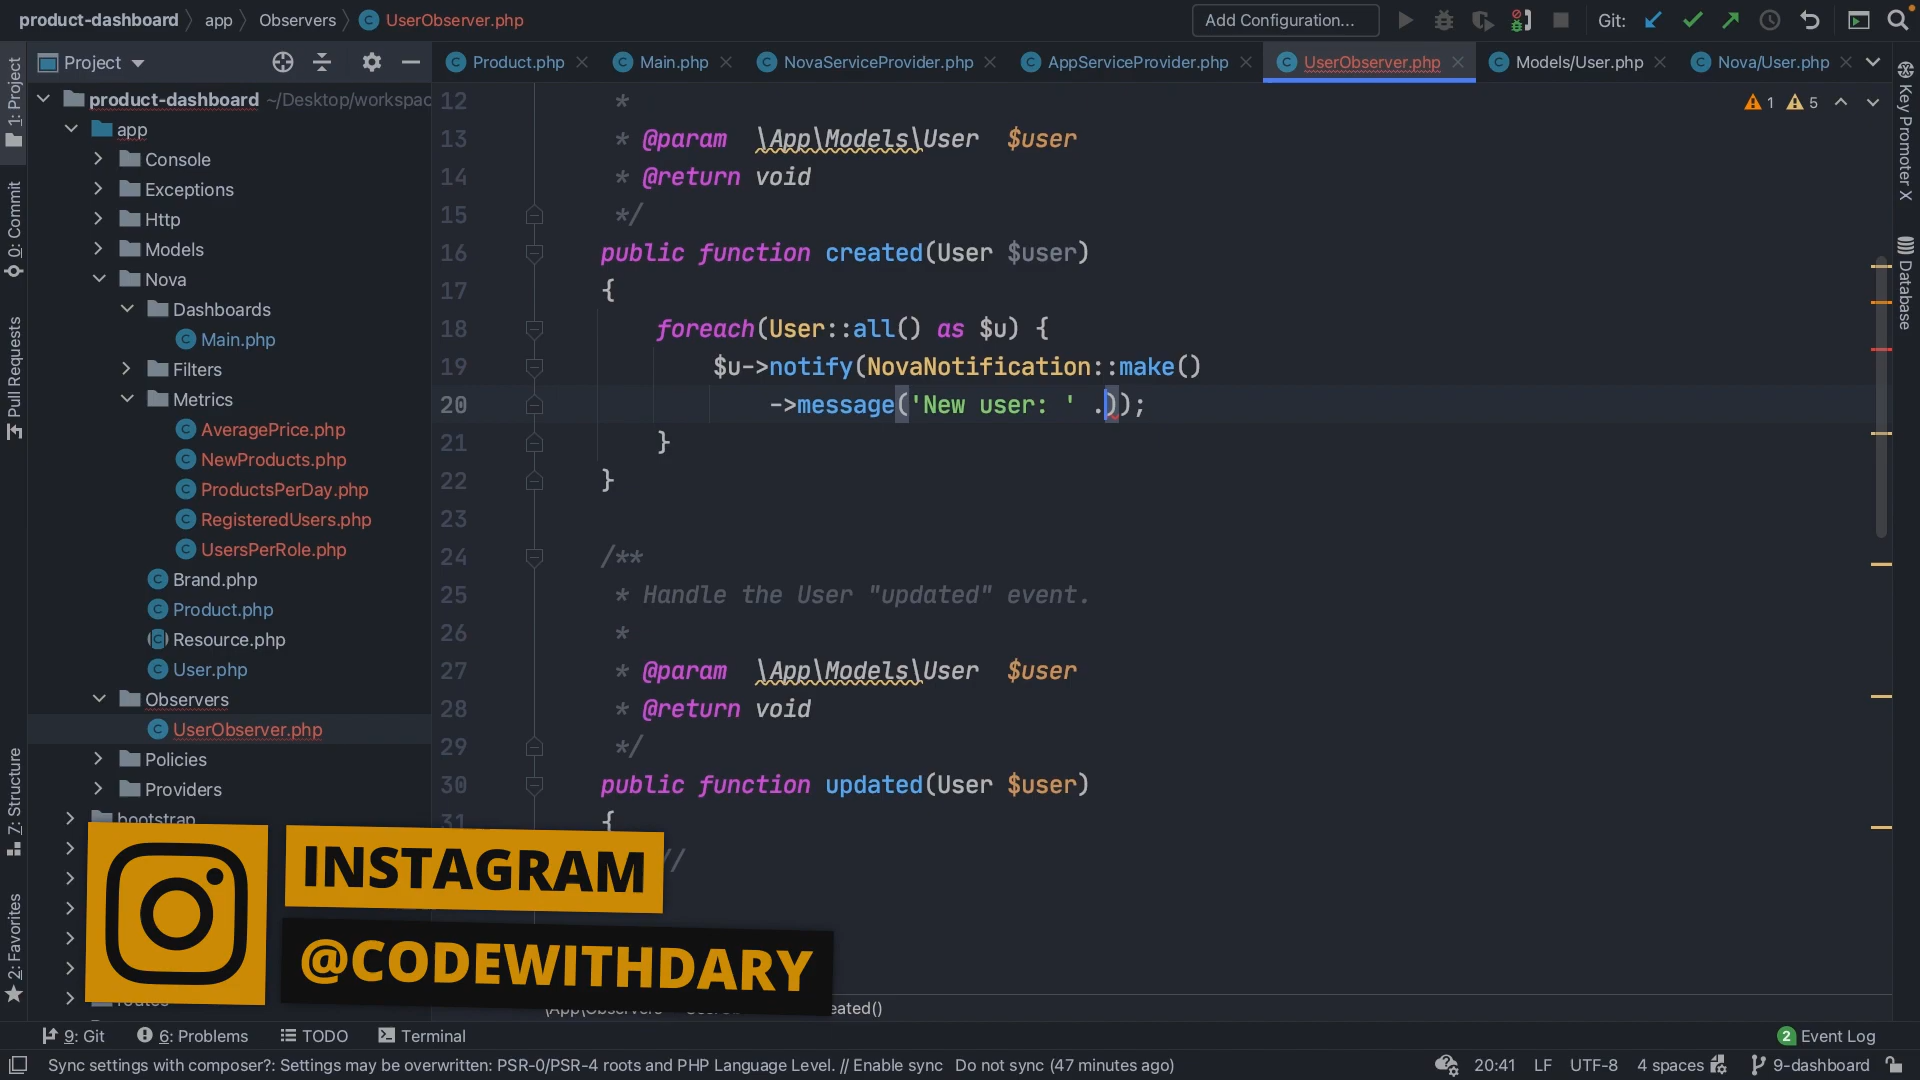 product-dashboard app Observers UserObserver.php
Add Configuration... Git:
Project
Product.php Main.php NovaServiceProvider.php AppServiceProvider.php UserObserver.php Models/User.php Nova/User.php
1: Project
0: Commit
Pull Requests
7: Structure
2: Favorites
product-dashboard ~/Desktop/workspac
app
Console
Exceptions
Http
Models
Nova
Dashboards
Main.php
Filters
Metrics
AveragePrice.php
NewProducts.php
ProductsPerDay.php
RegisteredUsers.php
UsersPerRole.php
Brand.php
Product.php
Resource.php
User.php
Observers
UserObserver.php
Policies
Providers
bootstrap
routes
1 5
12 *
13 * @param \App\Models\User $user
14 * @return void
15 */
16 public function created(User $user)
17 {
18 foreach(User::all() as $u) {
19 $u->notify(NovaNotification::make()
20 ->message('New user: ' .));
21 }
22 }
23
24 /**
25 * Handle the User "updated" event.
26 *
27 * @param \App\Models\User $user
28 * @return void
29 */
30 public function updated(User $user)
31 {
//
Key Promoter X
Database
INSTAGRAM
@CODEWITHDARY
eated()
9: Git 6: Problems TODO Terminal 2 Event Log
Sync settings with composer?: Settings may be overwritten: PSR-0/PSR-4 roots and PHP Language Level. // Enable sync Do not sync (47 minutes ago) 20:41 LF UTF-8 4 spaces 9-dashboard